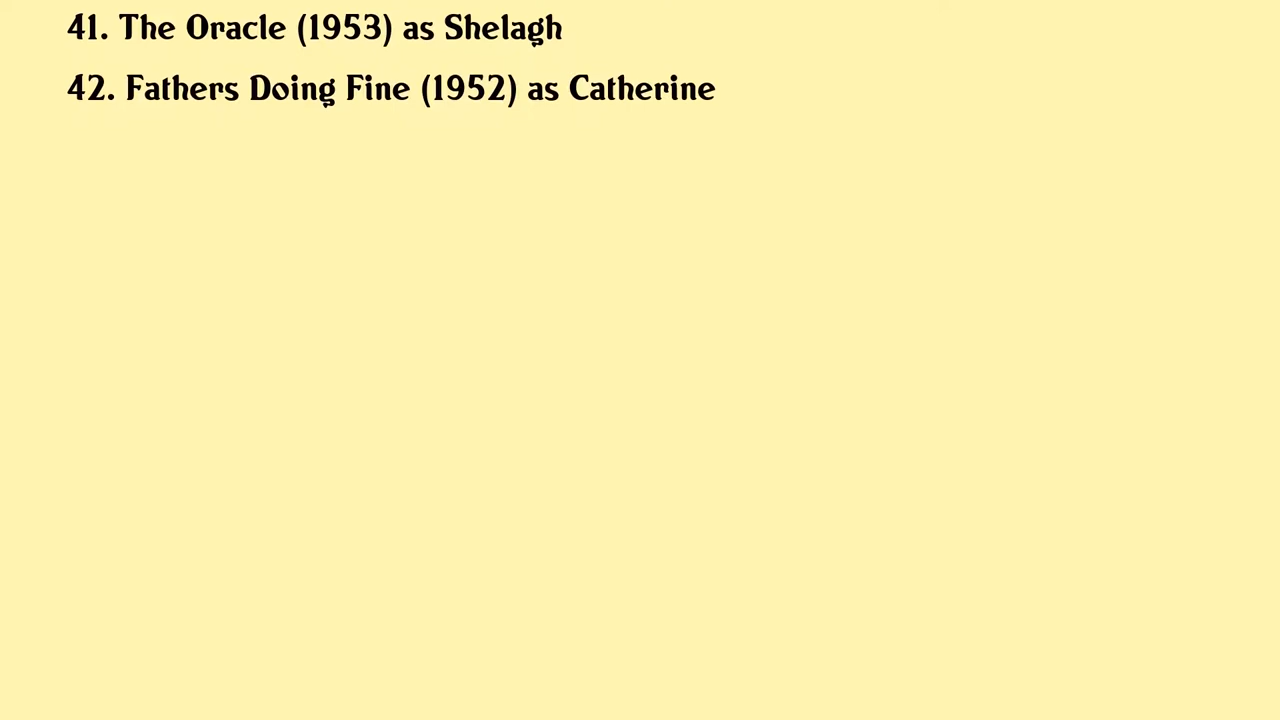 41. The Oracle (1953) as Shelagh
42. Fathers Doing Fine (1952) as Catherine